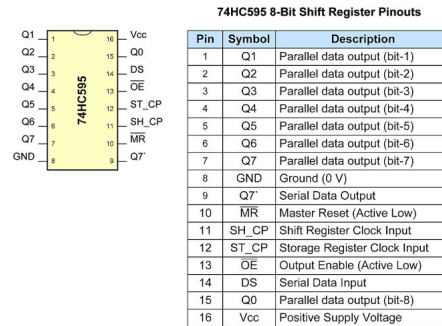 74HC595 8-Bit Shift Register Pinouts
Q1 1 16 Vcc
Q2 2 15 Q0
Q3 3 14 DS
Q4 4 13 OE
Q5 5 12 ST_CP
Q6 6 11 SH_CP
Q7 7 10 MR
GND 8 9 Q7`
74HC595
Pin Symbol Description
1 Q1 Parallel data output (bit-1)
2 Q2 Parallel data output (bit-2)
3 Q3 Parallel data output (bit-3)
4 Q4 Parallel data output (bit-4)
5 Q5 Parallel data output (bit-5)
6 Q6 Parallel data output (bit-6)
7 Q7 Parallel data output (bit-7)
8 GND Ground (0 V)
9 Q7` Serial Data Output
10 MR Master Reset (Active Low)
11 SH_CP Shift Register Clock Input
12 ST_CP Storage Register Clock Input
13 OE Output Enable (Active Low)
14 DS Serial Data Input
15 Q0 Parallel data output (bit-8)
16 Vcc Positive Supply Voltage